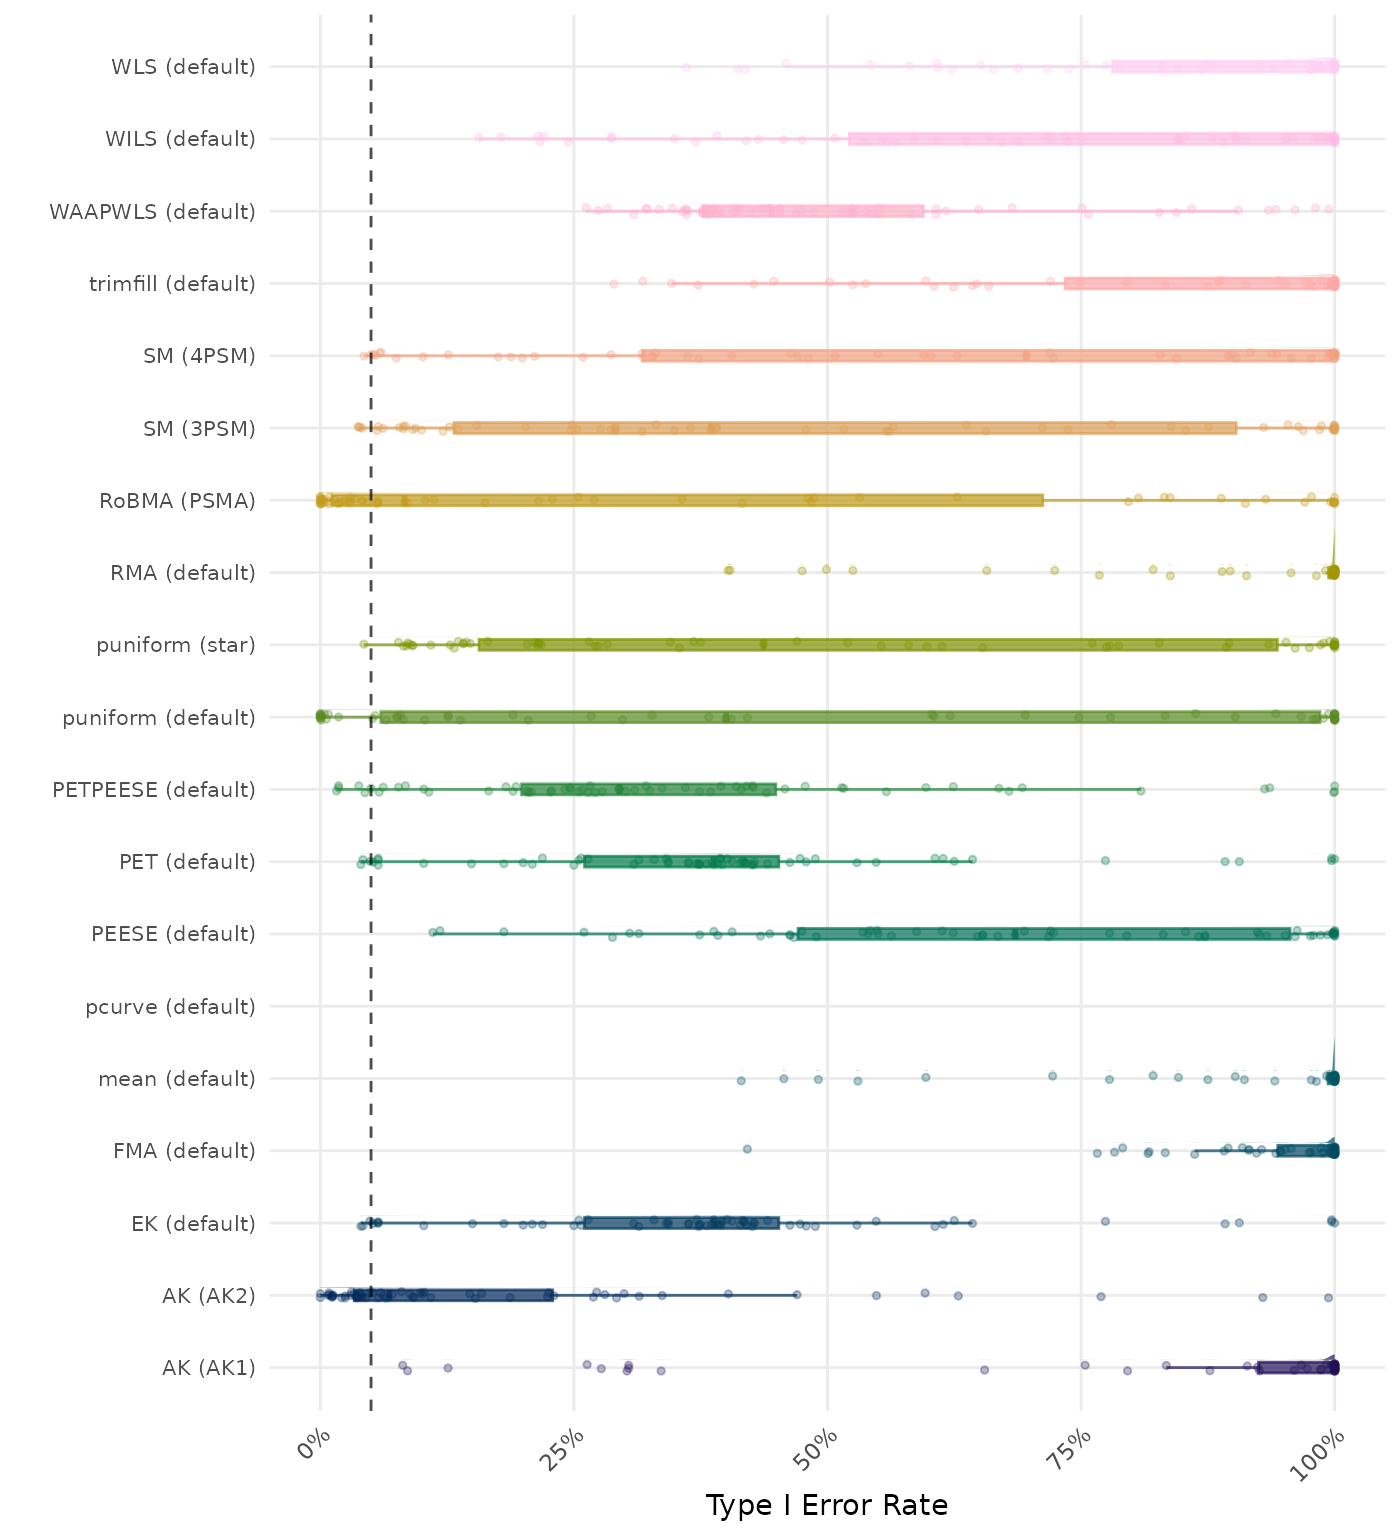 WLS (default)
WILS (default)
WAAPWLS (default)
trimfill (default)
SM (4PSM)
SM (3PSM)
RoBMA (PSMA)
RMA (default)
puniform (star)
puniform (default)
PETPEESE (default)
PET (default)
PEESE (default)
pcurve (default)
mean (default)
FMA (default)
EK (default)
AK (AK2)
AK (AK1)
0%
25%
50%
75%
100%
Type I Error Rate